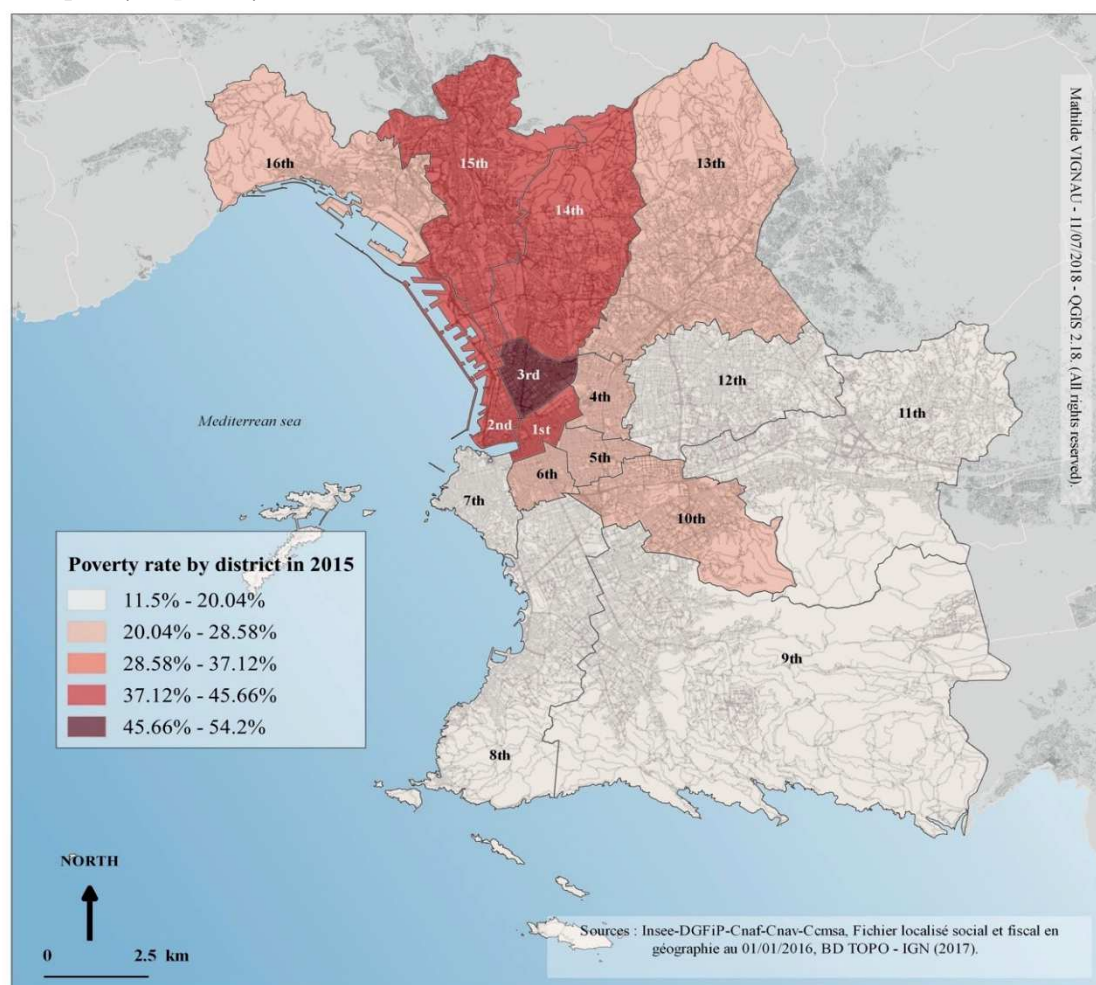 16th
15th
14th
13th
3rd
4th
12th
11th
2nd
1st
Mediterrean sea
5th
6th
7th
10th
9th
8th
Poverty rate by district in 2015
11.5% - 20.04%
20.04% - 28.58%
28.58% - 37.12%
37.12% - 45.66%
45.66% - 54.2%
NORTH
0 2.5 km
Sources : Insee-DGFiP-Cnaf-Cnav-Ccmsa, Fichier localisé social et fiscal en
géographie au 01/01/2016, BD TOPO - IGN (2017).
Mathilde VIGNAU - 11/07/2018 - QGIS 2.18. (All rights reserved).